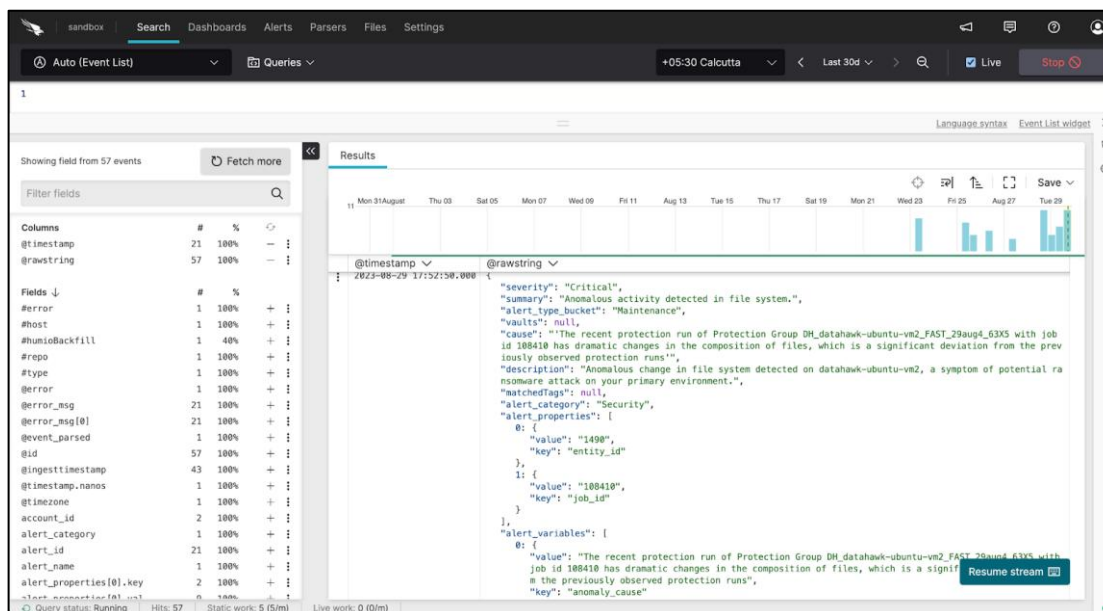 sandbox Search Dashboards Alerts Parsers Files Settings
Auto (Event List) Queries +05:30 Calcutta Last 30d Live Stop
1
Language syntax Event List widget
Showing field from 57 events Fetch more
Filter fields
Columns # %
@timestamp 21 100%
@rawstring 57 100%
Fields ↓ # %
#error 1 100%
#host 1 100%
#humioBackfill 1 40%
#repo 1 100%
#type 1 100%
@error 1 100%
@error_msg 21 100%
@error_msg[0] 21 100%
@event_parsed 1 100%
@id 57 100%
@ingesttimestamp 43 100%
@timestamp.nanos 1 100%
@timezone 1 100%
account_id 2 100%
alert_category 1 100%
alert_id 21 100%
alert_name 1 100%
alert_properties[0].key 2 100%
Results
Save
11 Mon 31August Thu 03 Sat 05 Mon 07 Wed 09 Fri 11 Aug 13 Tue 15 Thu 17 Sat 19 Mon 21 Wed 23 Fri 25 Aug 27 Tue 29
@timestamp @rawstring
2023-08-29 17:52:50.000 {
"severity": "Critical",
"summary": "Anomalous activity detected in file system.",
"alert_type_bucket": "Maintenance",
"vaults": null,
"cause": "'The recent protection run of Protection Group DH_datahawk-ubuntu-vm2_FAST_29aug4_63X5 with job
id 108410 has dramatic changes in the composition of files, which is a significant deviation from the prev
iously observed protection runs'",
"description": "Anomalous change in file system detected on datahawk-ubuntu-vm2, a symptom of potential ra
nsomware attack on your primary environment.",
"matchedTags": null,
"alert_category": "Security",
"alert_properties": [
0: {
"value": "1490",
"key": "entity_id"
},
1: {
"value": "108410",
"key": "job_id"
}
],
"alert_variables": [
0: {
"value": "The recent protection run of Protection Group DH_datahawk-ubuntu-vm2_FAST_29aug4_63X5 with
job id 108410 has dramatic changes in the composition of files, which is a signif
m the previously observed protection runs",
"key": "anomaly_cause"
Resume stream
Query status: Running Hits: 57 Static work: 5 (5/m) Live work: 0 (0/m)